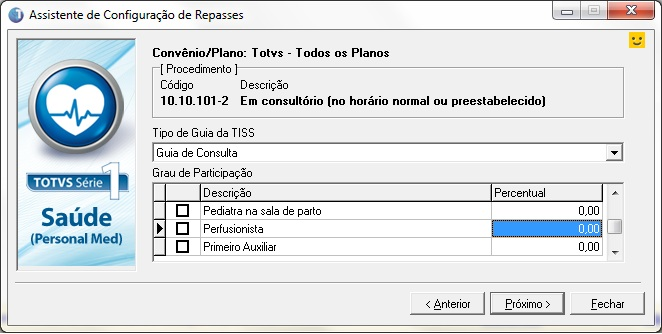 Assistente de Configuração de Repasses
Convênio/Plano: Totvs - Todos os Planos
[ Procedimento ]
Código Descrição
10.10.101-2 Em consultório (no horário normal ou preestabelecido)
Tipo de Guia da TISS
Guia de Consulta
Grau de Participação
Descrição Percentual
Pediatra na sala de parto 0,00
Perfusionista 0,00
Primeiro Auxiliar 0,00
TOTVS Série 1
Saúde
(Personal Med)
< Anterior Próximo > Fechar